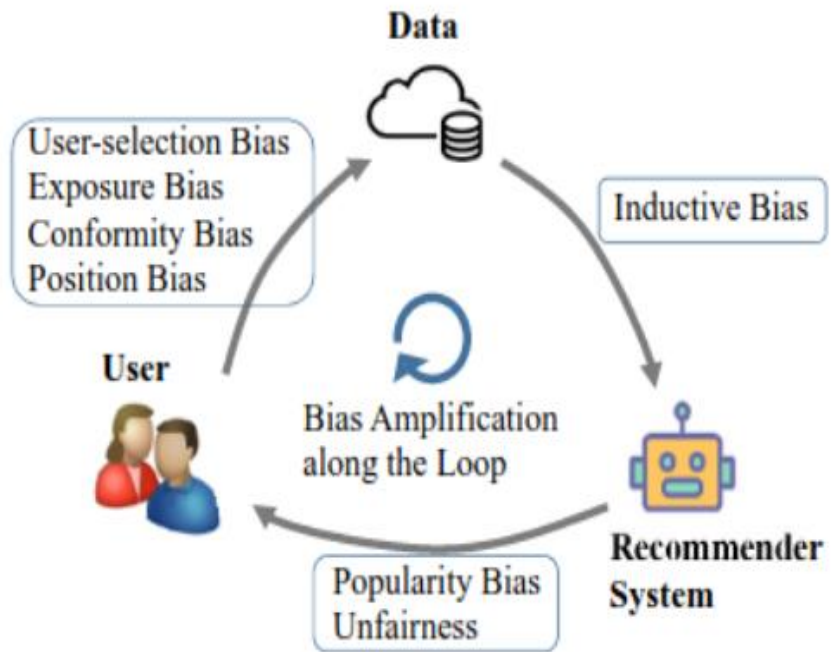 Data
User-selection Bias
Exposure Bias
Conformity Bias
Position Bias
Inductive Bias
User
Bias Amplification
along the Loop
Recommender
System
Popularity Bias
Unfairness